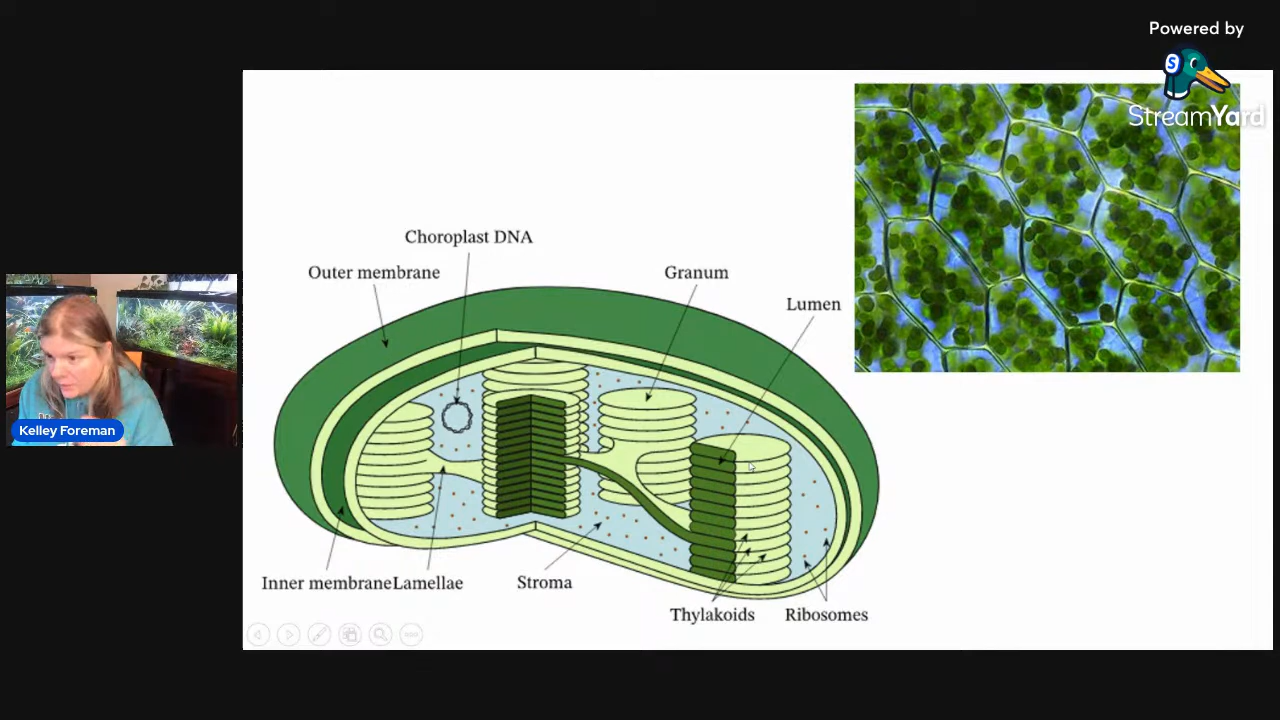 Powered by
S
StreamYard
Choroplast DNA
Outer membrane
Granum
Lumen
Kelley Foreman
Inner membrane
Lamellae
Stroma
Thylakoids
Ribosomes